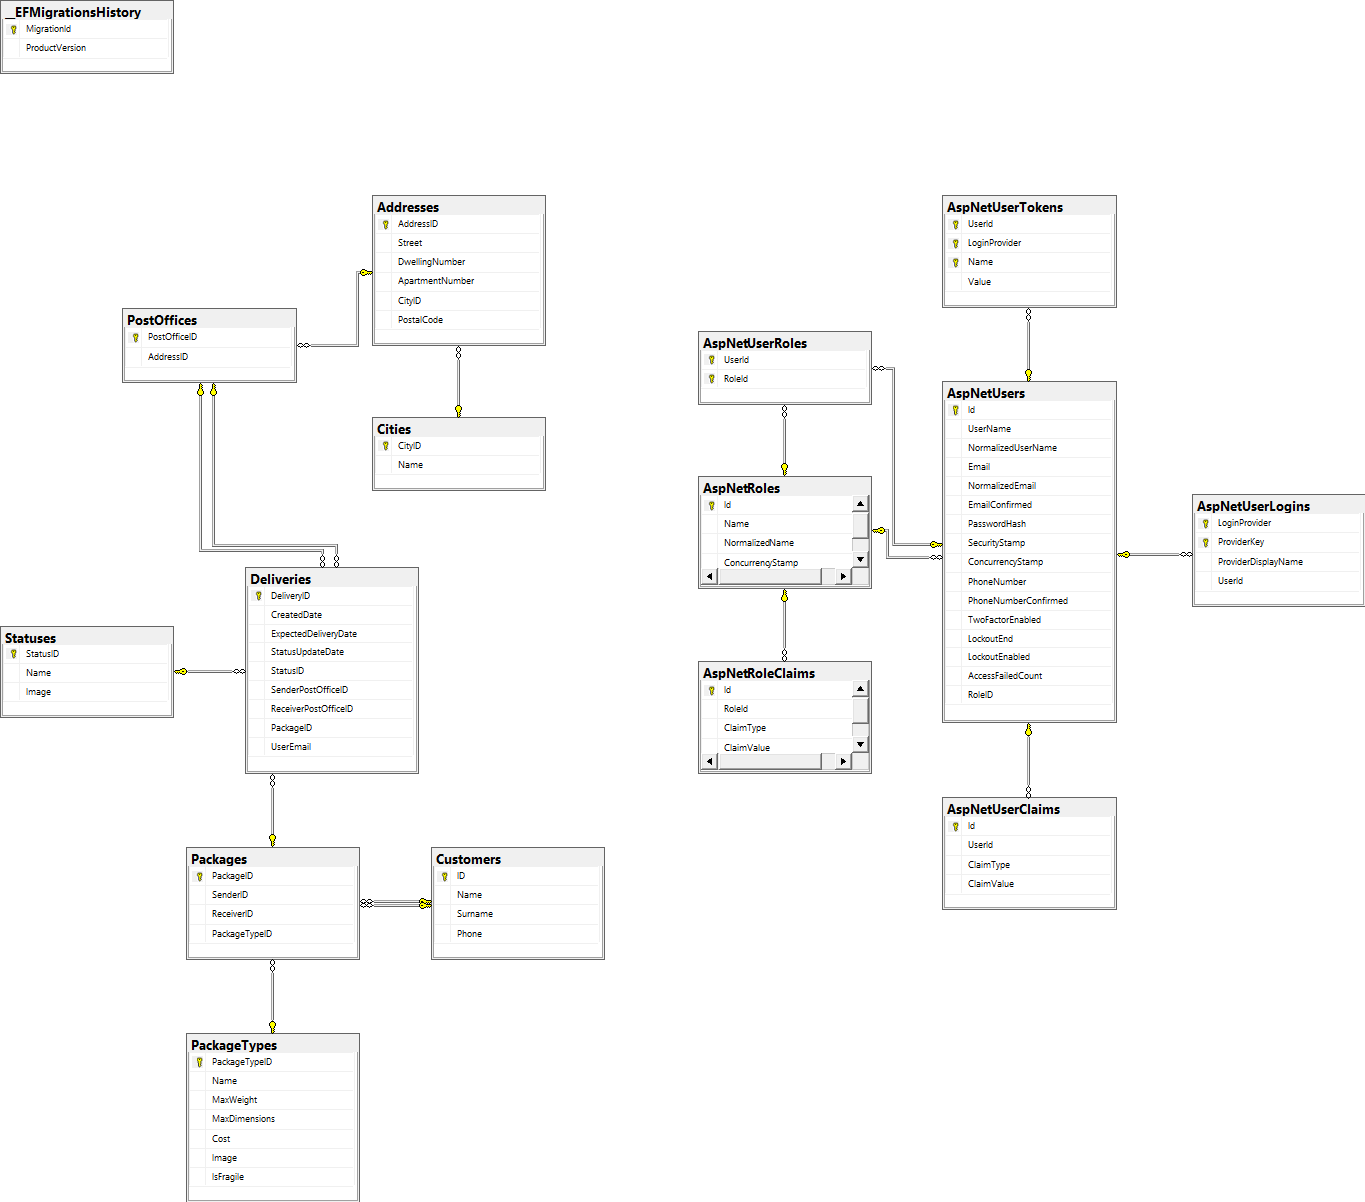 __EFMigrationsHistory
MigrationId
ProductVersion
Addresses
AddressID
Street
DwellingNumber
ApartmentNumber
CityID
PostalCode
PostOffices
PostOfficeID
AddressID
Cities
CityID
Name
Deliveries
DeliveryID
CreatedDate
ExpectedDeliveryDate
StatusUpdateDate
StatusID
SenderPostOfficeID
ReceiverPostOfficeID
PackageID
UserEmail
Statuses
StatusID
Name
Image
Packages
PackageID
SenderID
ReceiverID
PackageTypeID
Customers
ID
Name
Surname
Phone
PackageTypes
PackageTypeID
Name
MaxWeight
MaxDimensions
Cost
Image
IsFragile
AspNetUserTokens
UserId
LoginProvider
Name
Value
AspNetUserRoles
UserId
RoleId
AspNetRoles
Id
Name
NormalizedName
ConcurrencyStamp
AspNetRoleClaims
Id
RoleId
ClaimType
ClaimValue
AspNetUsers
Id
UserName
NormalizedUserName
Email
NormalizedEmail
EmailConfirmed
PasswordHash
SecurityStamp
ConcurrencyStamp
PhoneNumber
PhoneNumberConfirmed
TwoFactorEnabled
LockoutEnd
LockoutEnabled
AccessFailedCount
RoleID
AspNetUserLogins
LoginProvider
ProviderKey
ProviderDisplayName
UserId
AspNetUserClaims
Id
UserId
ClaimType
ClaimValue